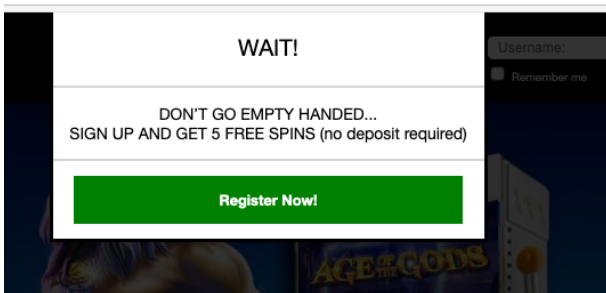 WAIT!
Username:
Remember me
DON'T GO EMPTY HANDED...
SIGN UP AND GET 5 FREE SPINS (no deposit required)
Register Now!
AGE OF THE GODS